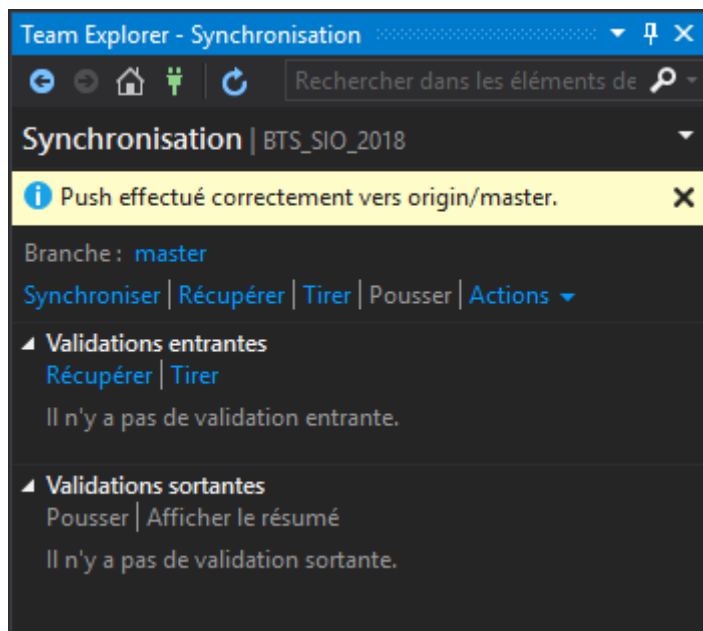 Team Explorer - Synchronisation
Rechercher dans les éléments de
Synchronisation | BTS_SIO_2018
Push effectué correctement vers origin/master.
Branche : master
Synchroniser | Récupérer | Tirer | Pousser | Actions
Validations entrantes
Récupérer | Tirer
Il n'y a pas de validation entrante.
Validations sortantes
Pousser | Afficher le résumé
Il n'y a pas de validation sortante.